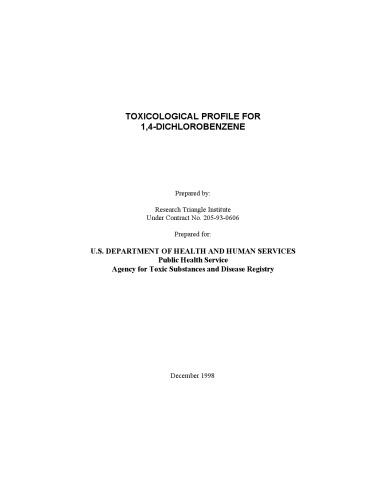 TOXICOLOGICAL PROFILE FOR
1,4-DICHLOROBENZENE
Prepared by:
Research Triangle Institute
Under Contract No. 205-93-0606
Prepared for:
U.S. DEPARTMENT OF HEALTH AND HUMAN SERVICES
Public Health Service
Agency for Toxic Substances and Disease Registry
December 1998